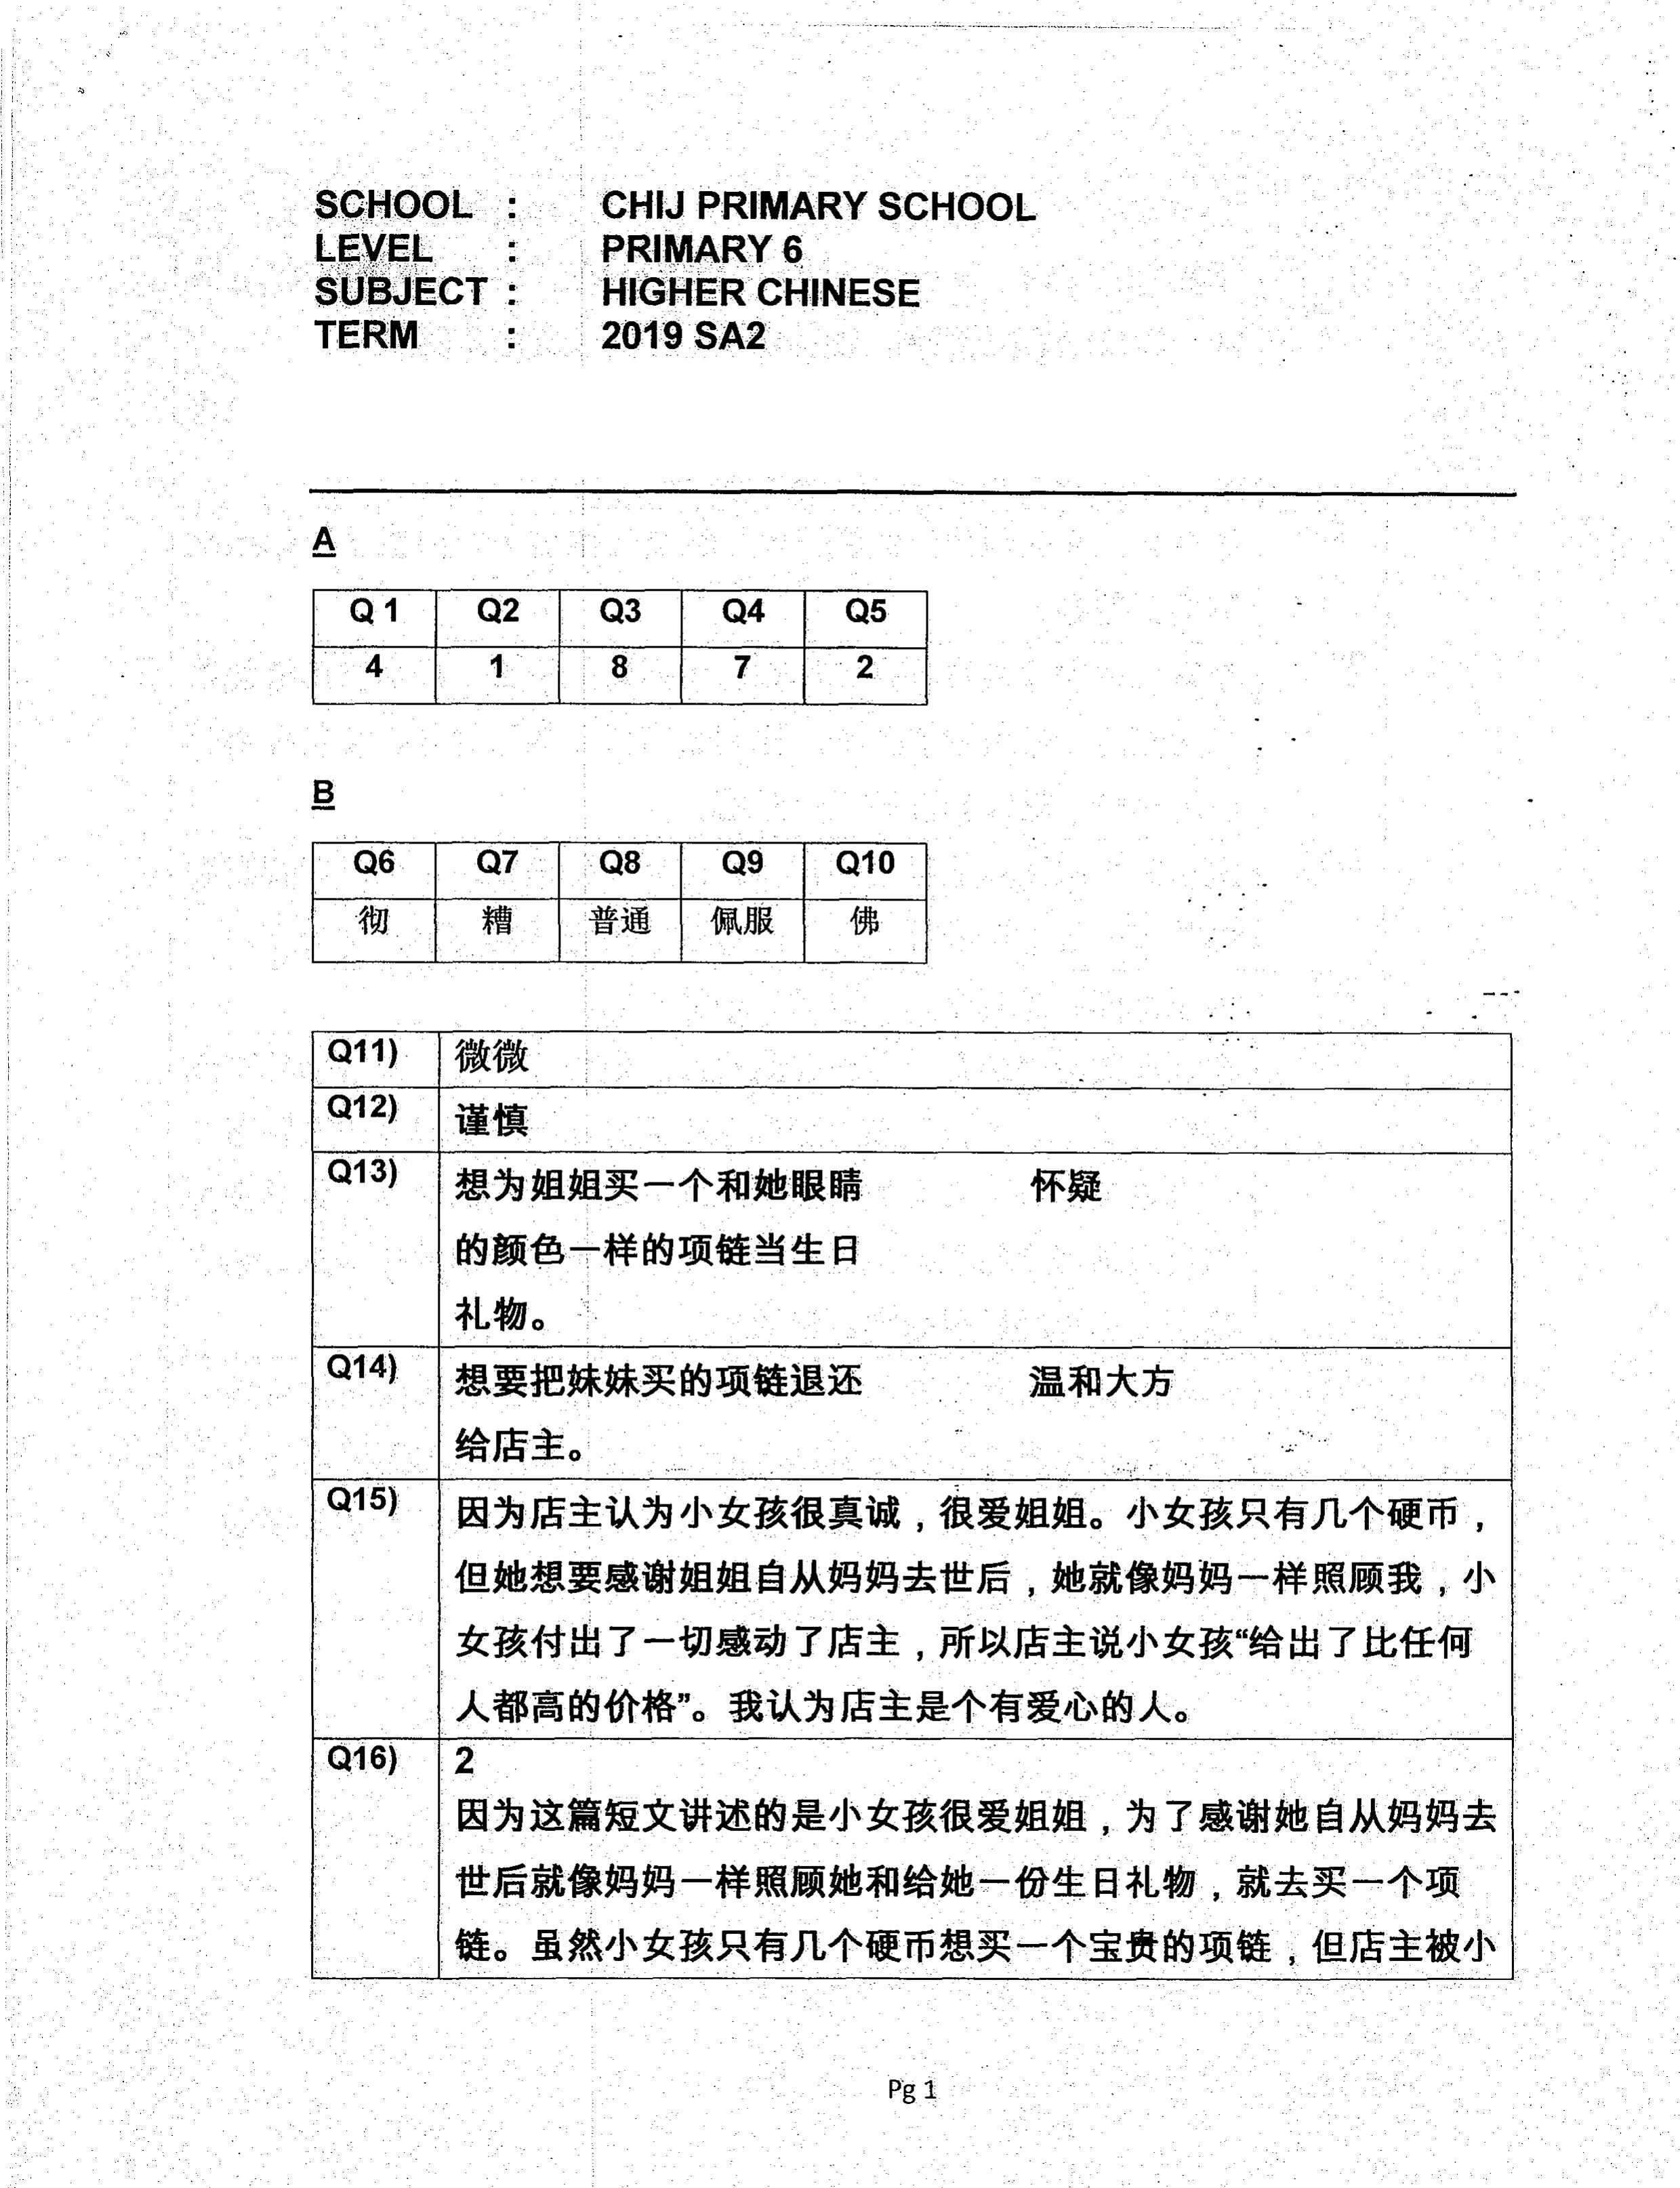 SCHOOL : CHIJ PRIMARY SCHOOL
LEVEL : PRIMARY 6
SUBJECT : HIGHER CHINESE
TERM : 2019 SA2
A
Q 1 Q2 Q3 Q4 Q5
4 1 8 7 2
B
Q6 Q7 Q8 Q9 Q10
彻 糟 普通 佩服 佛
Q11) 微微
Q12) 谨慎
Q13) 想为姐姐买一个和她眼睛 怀疑
的颜色一样的项链当生日
礼物。
Q14) 想要把妹妹买的项链退还 温和大方
给店主。
Q15) 因为店主认为小女孩很真诚，很爱姐姐。小女孩只有几个硬币，
但她想要感谢姐姐自从妈妈去世后，她就像妈妈一样照顾我，小
女孩付出了一切感动了店主，所以店主说小女孩“给出了比任何
人都高的价格”。我认为店主是个有爱心的人。
Q16) 2
因为这篇短文讲述的是小女孩很爱姐姐，为了感谢她自从妈妈去
世后就像妈妈一样照顾她和给她一份生日礼物，就去买一个项
链。虽然小女孩只有几个硬币想买一个宝贵的项链，但店主被小
Pg 1